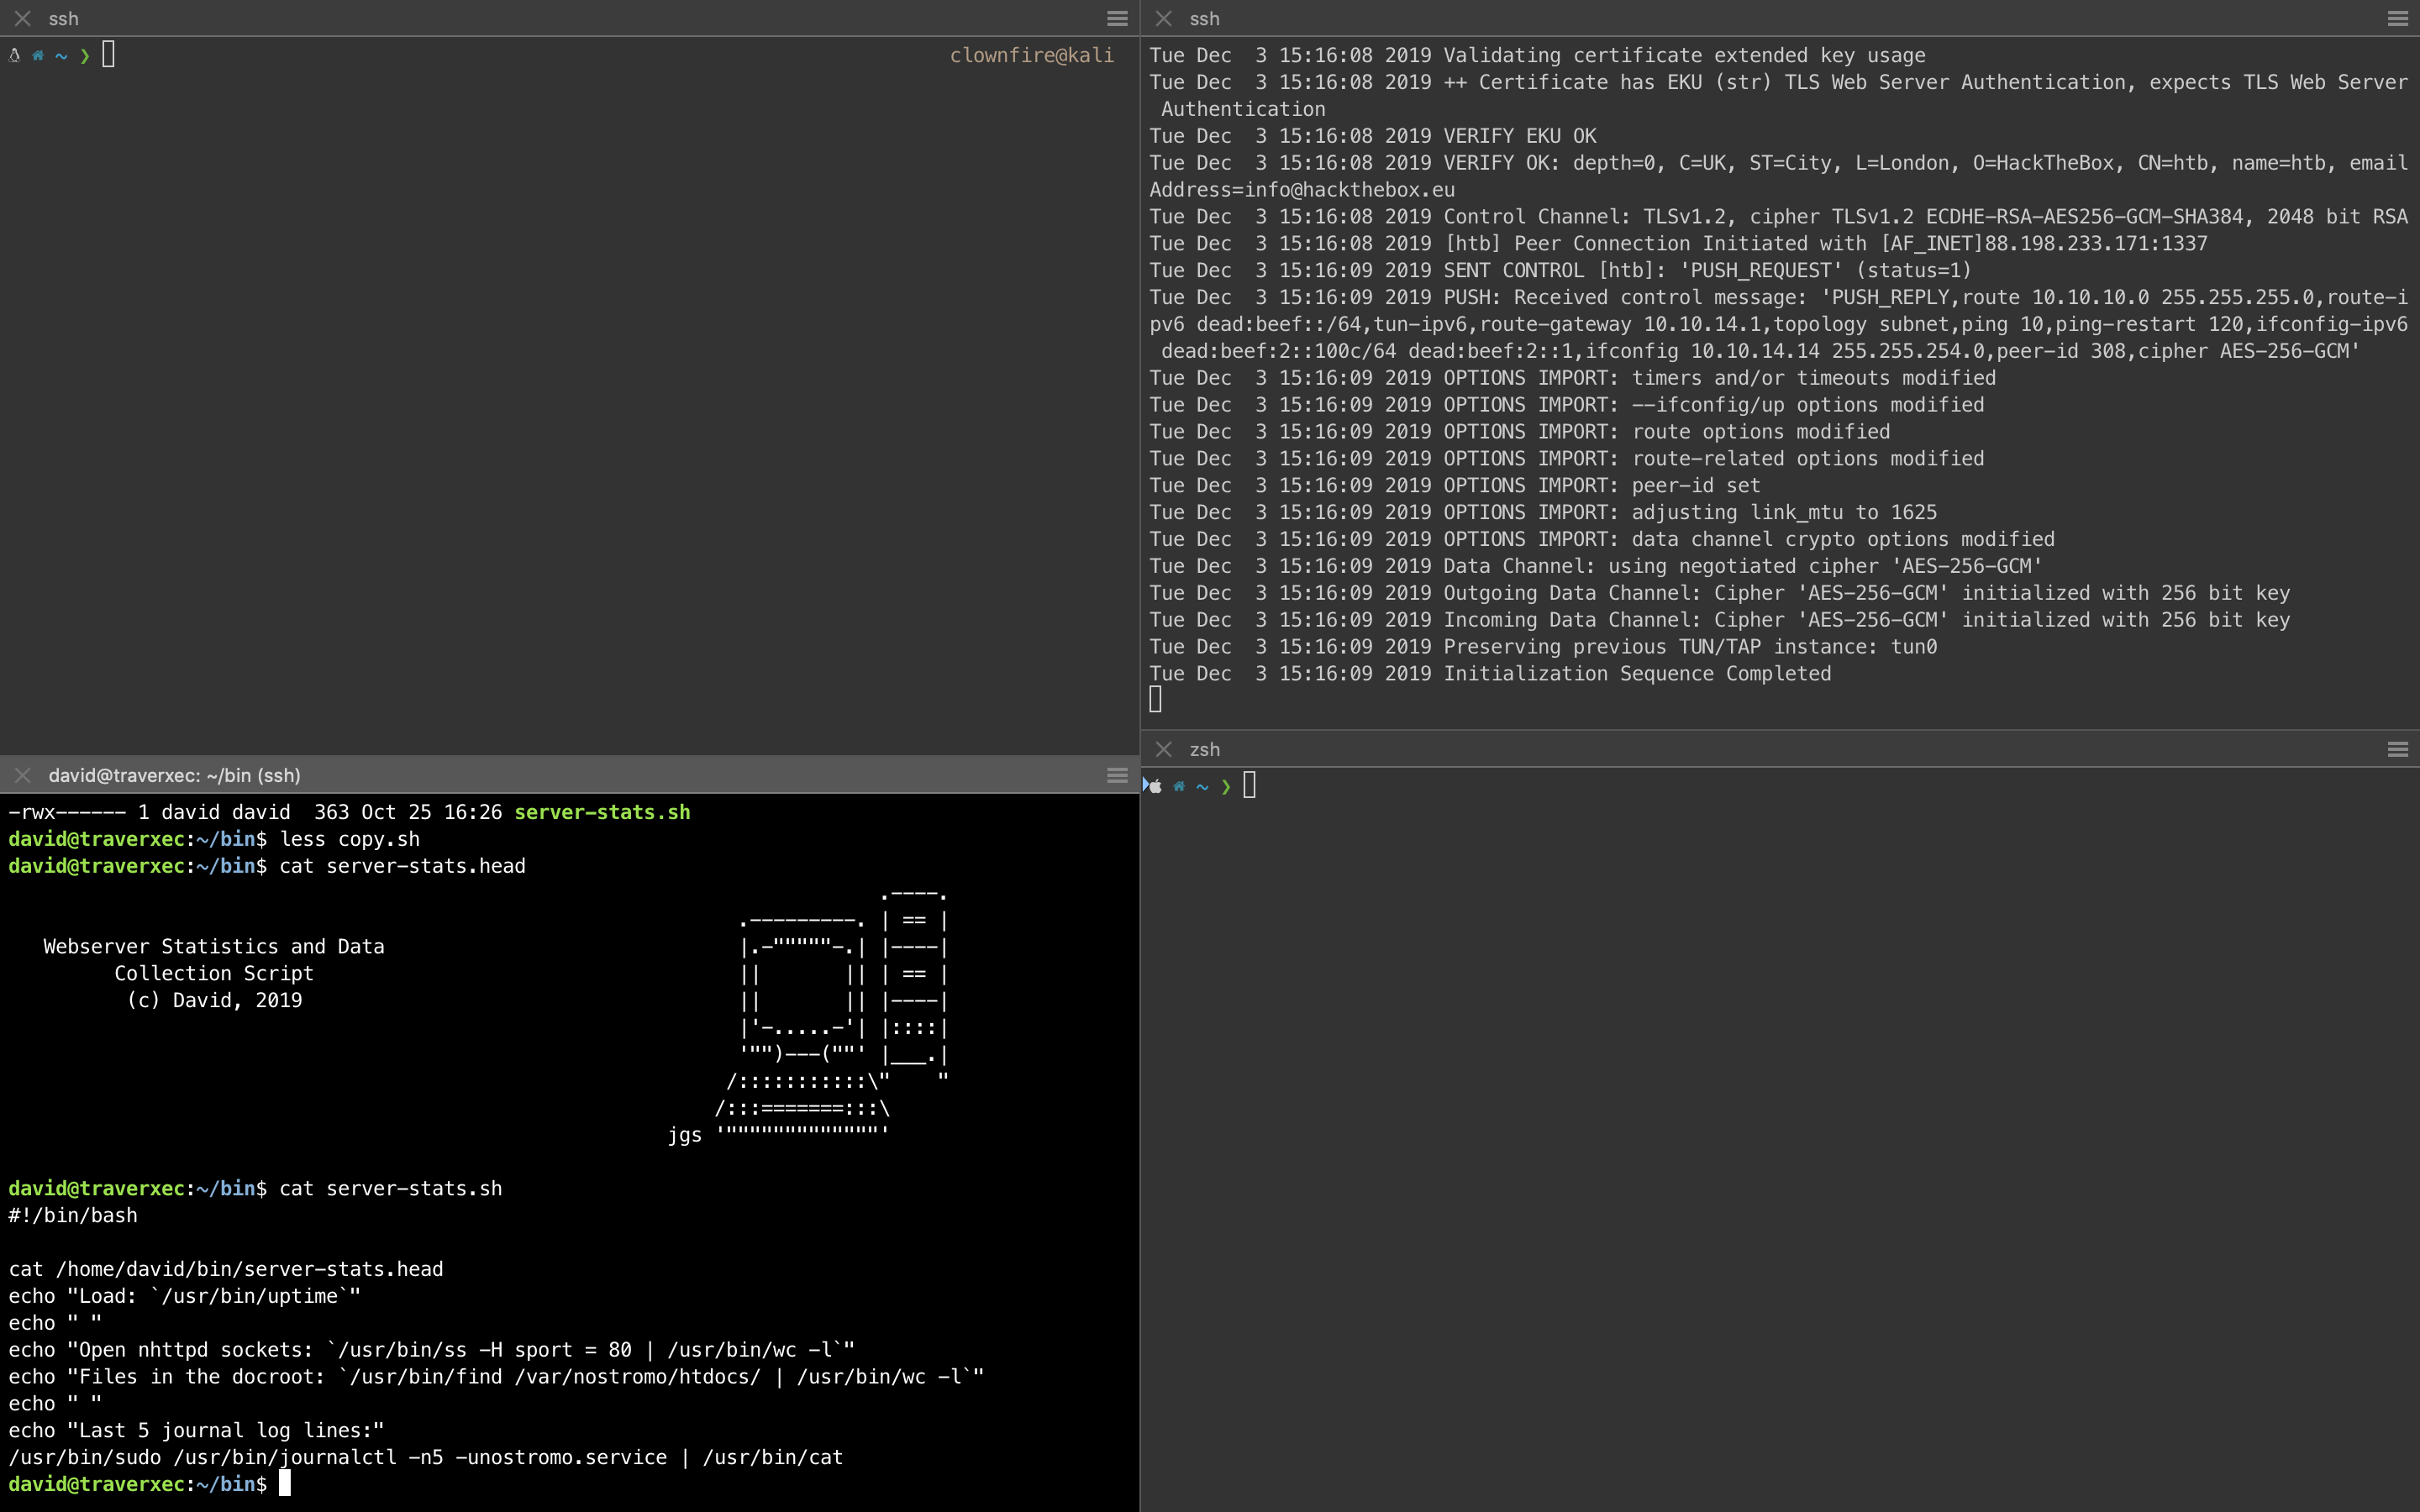 ssh
~ ❯ clownfire@kali
ssh
Tue Dec  3 15:16:08 2019 Validating certificate extended key usage
Tue Dec  3 15:16:08 2019 ++ Certificate has EKU (str) TLS Web Server Authentication, expects TLS Web Server
 Authentication
Tue Dec  3 15:16:08 2019 VERIFY EKU OK
Tue Dec  3 15:16:08 2019 VERIFY OK: depth=0, C=UK, ST=City, L=London, O=HackTheBox, CN=htb, name=htb, email
Address=info@hackthebox.eu
Tue Dec  3 15:16:08 2019 Control Channel: TLSv1.2, cipher TLSv1.2 ECDHE-RSA-AES256-GCM-SHA384, 2048 bit RSA
Tue Dec  3 15:16:08 2019 [htb] Peer Connection Initiated with [AF_INET]88.198.233.171:1337
Tue Dec  3 15:16:09 2019 SENT CONTROL [htb]: 'PUSH_REQUEST' (status=1)
Tue Dec  3 15:16:09 2019 PUSH: Received control message: 'PUSH_REPLY,route 10.10.10.0 255.255.255.0,route-i
pv6 dead:beef::/64,tun-ipv6,route-gateway 10.10.14.1,topology subnet,ping 10,ping-restart 120,ifconfig-ipv6
 dead:beef:2::100c/64 dead:beef:2::1,ifconfig 10.10.14.14 255.255.254.0,peer-id 308,cipher AES-256-GCM'
Tue Dec  3 15:16:09 2019 OPTIONS IMPORT: timers and/or timeouts modified
Tue Dec  3 15:16:09 2019 OPTIONS IMPORT: --ifconfig/up options modified
Tue Dec  3 15:16:09 2019 OPTIONS IMPORT: route options modified
Tue Dec  3 15:16:09 2019 OPTIONS IMPORT: route-related options modified
Tue Dec  3 15:16:09 2019 OPTIONS IMPORT: peer-id set
Tue Dec  3 15:16:09 2019 OPTIONS IMPORT: adjusting link_mtu to 1625
Tue Dec  3 15:16:09 2019 OPTIONS IMPORT: data channel crypto options modified
Tue Dec  3 15:16:09 2019 Data Channel: using negotiated cipher 'AES-256-GCM'
Tue Dec  3 15:16:09 2019 Outgoing Data Channel: Cipher 'AES-256-GCM' initialized with 256 bit key
Tue Dec  3 15:16:09 2019 Incoming Data Channel: Cipher 'AES-256-GCM' initialized with 256 bit key
Tue Dec  3 15:16:09 2019 Preserving previous TUN/TAP instance: tun0
Tue Dec  3 15:16:09 2019 Initialization Sequence Completed
david@traverxec: ~/bin (ssh)
-rwx------ 1 david david  363 Oct 25 16:26 server-stats.sh
david@traverxec:~/bin$ less copy.sh
david@traverxec:~/bin$ cat server-stats.head
                                                                          .----.
                                                              .---------. | == |
   Webserver Statistics and Data                              |.-"""""-.| |----|
         Collection Script                                    ||       || | == |
          (c) David, 2019                                     ||       || |----|
                                                              |'-.....-'| |::::|
                                                              '"")---(""' |___.|
                                                             /:::::::::::\"    "
                                                            /:::=======:::\
                                                        jgs '"""""""""""""'

david@traverxec:~/bin$ cat server-stats.sh
#!/bin/bash

cat /home/david/bin/server-stats.head
echo "Load: `/usr/bin/uptime`"
echo " "
echo "Open nhttpd sockets: `/usr/bin/ss -H sport = 80 | /usr/bin/wc -l`"
echo "Files in the docroot: `/usr/bin/find /var/nostromo/htdocs/ | /usr/bin/wc -l`"
echo " "
echo "Last 5 journal log lines:"
/usr/bin/sudo /usr/bin/journalctl -n5 -unostromo.service | /usr/bin/cat
david@traverxec:~/bin$
zsh
~ ❯